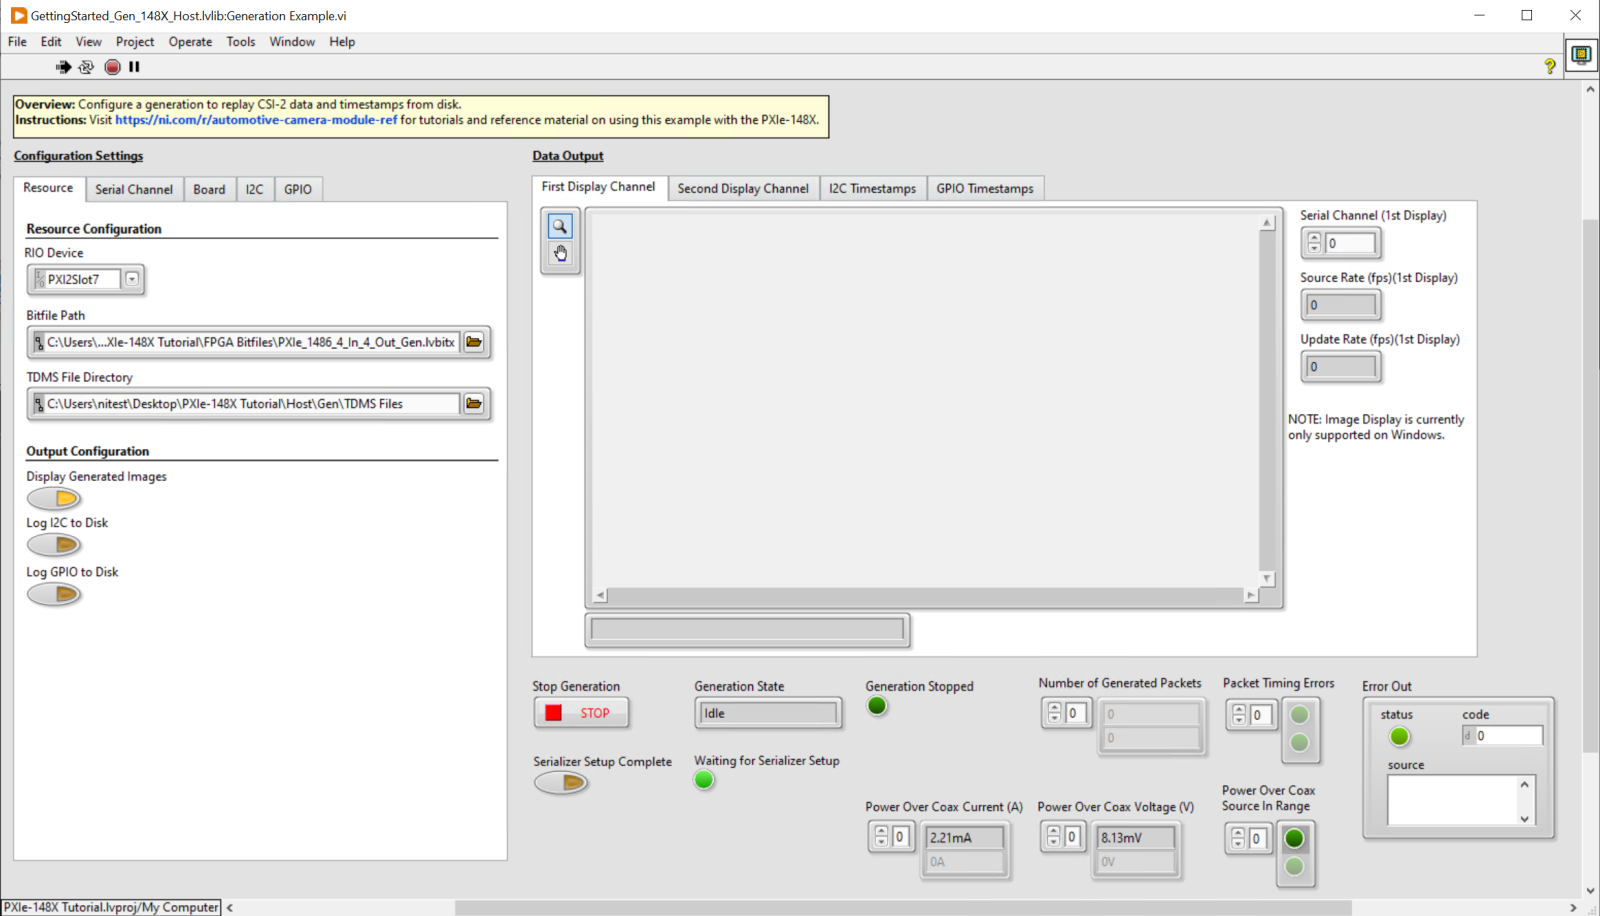 GettingStarted_Gen_148X_Host.lvlib:Generation Example.vi
File Edit View Project Operate Tools Window Help
Overview: Configure a generation to replay CSI-2 data and timestamps from disk.
Instructions: Visit https://ni.com/r/automotive-camera-module-ref for tutorials and reference material on using this example with the PXIe-148X.
Configuration Settings
Resource Serial Channel Board I2C GPIO
Resource Configuration
RIO Device
PXI2Slot7
Bitfile Path
C:\Users\...XIe-148X Tutorial\FPGA Bitfiles\PXIe_1486_4_In_4_Out_Gen.lvbitx
TDMS File Directory
C:\Users\nitest\Desktop\PXIe-148X Tutorial\Host\Gen\TDMS Files
Output Configuration
Display Generated Images
Log I2C to Disk
Log GPIO to Disk
Data Output
First Display Channel Second Display Channel I2C Timestamps GPIO Timestamps
Serial Channel (1st Display)
0
Source Rate (fps)(1st Display)
0
Update Rate (fps)(1st Display)
0
NOTE: Image Display is currently
only supported on Windows.
Stop Generation
STOP
Generation State
Idle
Generation Stopped
Number of Generated Packets
0 0
0
Packet Timing Errors
0
Error Out
status code
d 0
source
Serializer Setup Complete
Waiting for Serializer Setup
Power Over Coax Current (A)
0 2.21mA
0A
Power Over Coax Voltage (V)
0 8.13mV
0V
Power Over Coax
Source In Range
0
PXIe-148X Tutorial.lvproj/My Computer